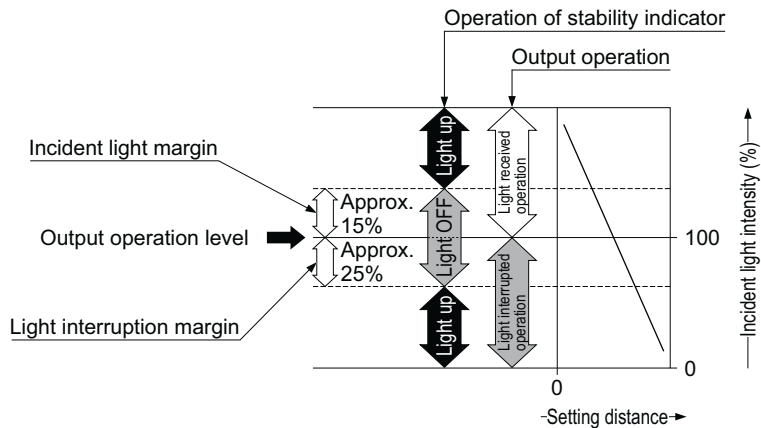 Operation of stability indicator
Output operation
Incident light margin
Light up
Light received
operation
Approx.
15%
Light OFF
Output operation level
100
Approx.
25%
Light interruption margin
Light up
Light interrupted
operation
0
0
Setting distance
Incident light intensity (%)